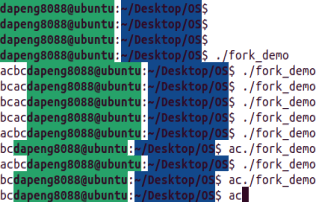 dapeng8088@ubuntu:~/Desktop/OS$
dapeng8088@ubuntu:~/Desktop/OS$
dapeng8088@ubuntu:~/Desktop/OS$
dapeng8088@ubuntu:~/Desktop/OS$ ./fork_demo
acbcdapeng8088@ubuntu:~/Desktop/OS$ ./fork_demo
bcacdapeng8088@ubuntu:~/Desktop/OS$ ./fork_demo
bcacdapeng8088@ubuntu:~/Desktop/OS$ ./fork_demo
bcacdapeng8088@ubuntu:~/Desktop/OS$ ./fork_demo
acbcdapeng8088@ubuntu:~/Desktop/OS$ ./fork_demo
bcdapeng8088@ubuntu:~/Desktop/OS$ ac./fork_demo
acbcdapeng8088@ubuntu:~/Desktop/OS$ ./fork_demo
bcdapeng8088@ubuntu:~/Desktop/OS$ ac./fork_demo
bcdapeng8088@ubuntu:~/Desktop/OS$ ac